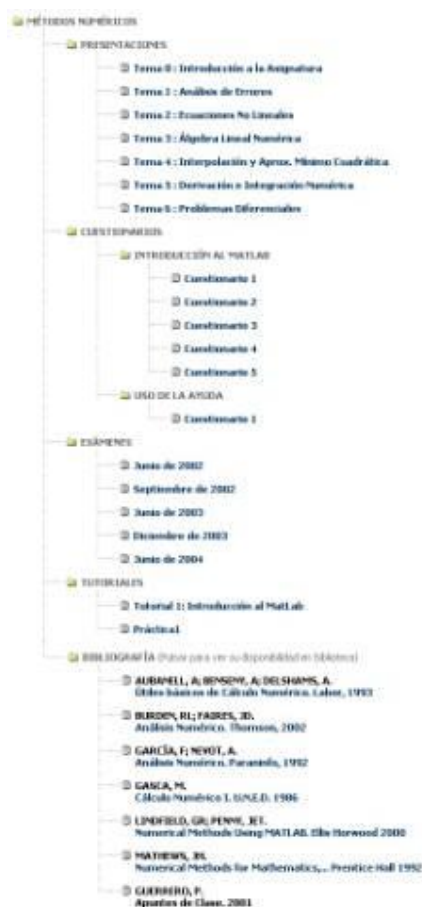 MÉTODOS NUMÉRICOS
PRESENTACIONES
Tema 0 : Introducción a la Asignatura
Tema 1 : Análisis de Errores
Tema 2 : Ecuaciones No Lineales
Tema 3 : Álgebra Lineal Numérica
Tema 4 : Interpolación y Aprox. Mínimo Cuadrática
Tema 5 : Derivación e Integración Numérica
Tema 6 : Problemas Diferenciales
CUESTIONARIOS
INTRODUCCIÓN AL MATLAB
Cuestionario 1
Cuestionario 2
Cuestionario 3
Cuestionario 4
Cuestionario 5
USO DE LA AYUDA
Cuestionario 1
EXÁMENES
Junio de 2002
Septiembre de 2002
Junio de 2003
Diciembre de 2003
Junio de 2004
TUTORIALES
Tutorial 1: Introducción al MatLab
Práctica1
BIBLIOGRAFÍA (Pulsar para ver su disponibilidad en biblioteca)
AUBANELL, A; BENSENY, A; DELSHAMS, A.
Útiles básicos de Cálculo Numérico. Labor, 1993
BURDEN, RL; FAIRES, JD.
Análisis Numérico. Thomson, 2002
GARCÍA, F; NEVOT, A.
Análisis Numérico. Paraninfo, 1992
GASCA, M.
Cálculo Numérico I. U.N.E.D. 1986
LINDFIELD, GR; PENNY, JET.
Numerical Methods Using MATLAB. Ellis Horwood 2000
MATHEWS, JH.
Numerical Methods for Mathematics,... Prentice Hall 1992
GUERRERO, P.
Apuntes de Clase. 2001